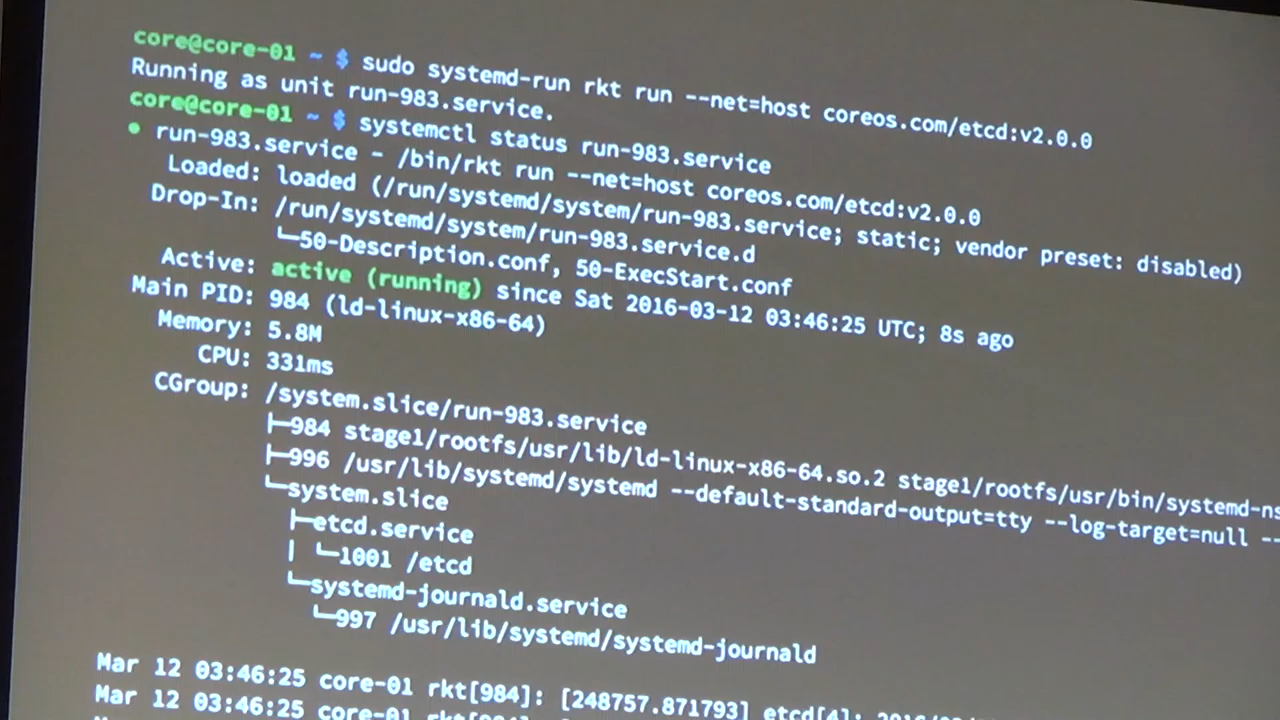 core@core-01 ~ $ sudo systemd-run rkt run --net=host coreos.com/etcd:v2.0.0
Running as unit run-983.service.
core@core-01 ~ $ systemctl status run-983.service
● run-983.service - /bin/rkt run --net=host coreos.com/etcd:v2.0.0
Loaded: loaded (/run/systemd/system/run-983.service; static; vendor preset: disabled)
Drop-In: /run/systemd/system/run-983.service.d
└─50-Description.conf, 50-ExecStart.conf
Active: active (running) since Sat 2016-03-12 03:46:25 UTC; 8s ago
Main PID: 984 (ld-linux-x86-64)
Memory: 5.8M
CPU: 331ms
CGroup: /system.slice/run-983.service
├─984 stage1/rootfs/usr/lib/ld-linux-x86-64.so.2 stage1/rootfs/usr/bin/systemd-ns
├─996 /usr/lib/systemd/systemd --default-standard-output=tty --log-target=null --
└─system.slice
├─etcd.service
│ └─1001 /etcd
└─systemd-journald.service
└─997 /usr/lib/systemd/systemd-journald
Mar 12 03:46:25 core-01 rkt[984]: [248757.871793] etcd[4]:
Mar 12 03:46:25 core-01